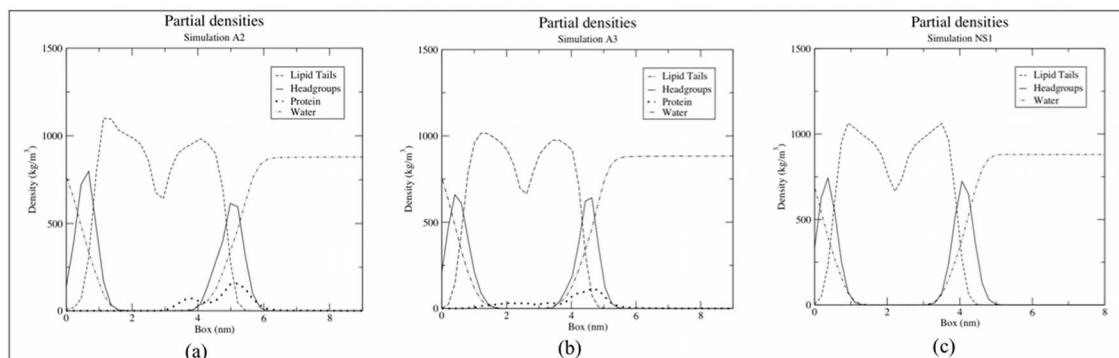 Partial densities
Simulation A2
1500
1000
500
0
Density (kg/m³)
Lipid Tails
Headgroups
Protein
Water
0 2 4 6 8
Box (nm)
(a)
Partial densities
Simulation A3
1500
1000
500
0
Density (kg/m³)
Lipid Tails
Headgroups
Protein
Water
0 2 4 6 8
Box (nm)
(b)
Partial densities
Simulation NS1
1500
1000
500
0
Density (kg/m³)
Lipid Tails
Headgroups
Water
0 2 4 6 8
Box (nm)
(c)